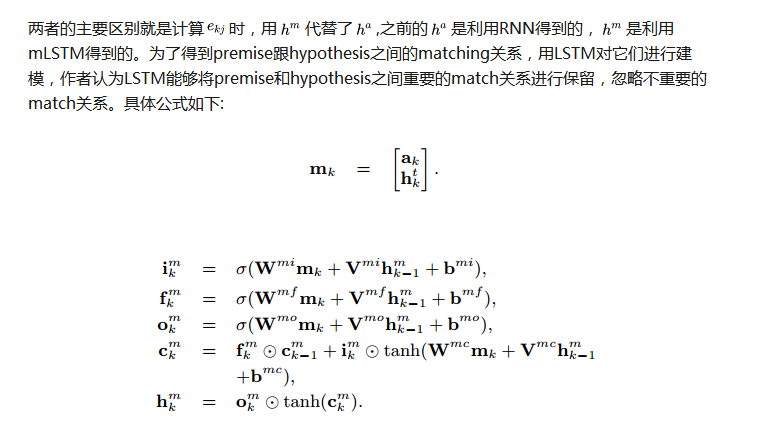 两者的主要区别就是计算 $e_{kj}$ 时，用 $h^m$ 代替了 $h^a$ ,之前的 $h^a$ 是利用RNN得到的， $h^m$ 是利用
mLSTM得到的。为了得到premise跟hypothesis之间的matching关系，用LSTM对它们进行建
模，作者认为LSTM能够将premise和hypothesis之间重要的match关系进行保留，忽略不重要的
match关系。具体公式如下:
$\mathbf{m}_k = \begin{bmatrix} \mathbf{a}_k \\ \mathbf{h}_k^t \end{bmatrix}.$
$\mathbf{i}_k^m = \sigma(\mathbf{W}^{mi}\mathbf{m}_k + \mathbf{V}^{mi}\mathbf{h}_{k-1}^m + \mathbf{b}^{mi}),$
$\mathbf{f}_k^m = \sigma(\mathbf{W}^{mf}\mathbf{m}_k + \mathbf{V}^{mf}\mathbf{h}_{k-1}^m + \mathbf{b}^{mf}),$
$\mathbf{o}_k^m = \sigma(\mathbf{W}^{mo}\mathbf{m}_k + \mathbf{V}^{mo}\mathbf{h}_{k-1}^m + \mathbf{b}^{mo}),$
$\mathbf{c}_k^m = \mathbf{f}_k^m \odot \mathbf{c}_{k-1}^m + \mathbf{i}_k^m \odot \tanh(\mathbf{W}^{mc}\mathbf{m}_k + \mathbf{V}^{mc}\mathbf{h}_{k-1}^m$
$+\mathbf{b}^{mc}),$
$\mathbf{h}_k^m = \mathbf{o}_k^m \odot \tanh(\mathbf{c}_k^m).$